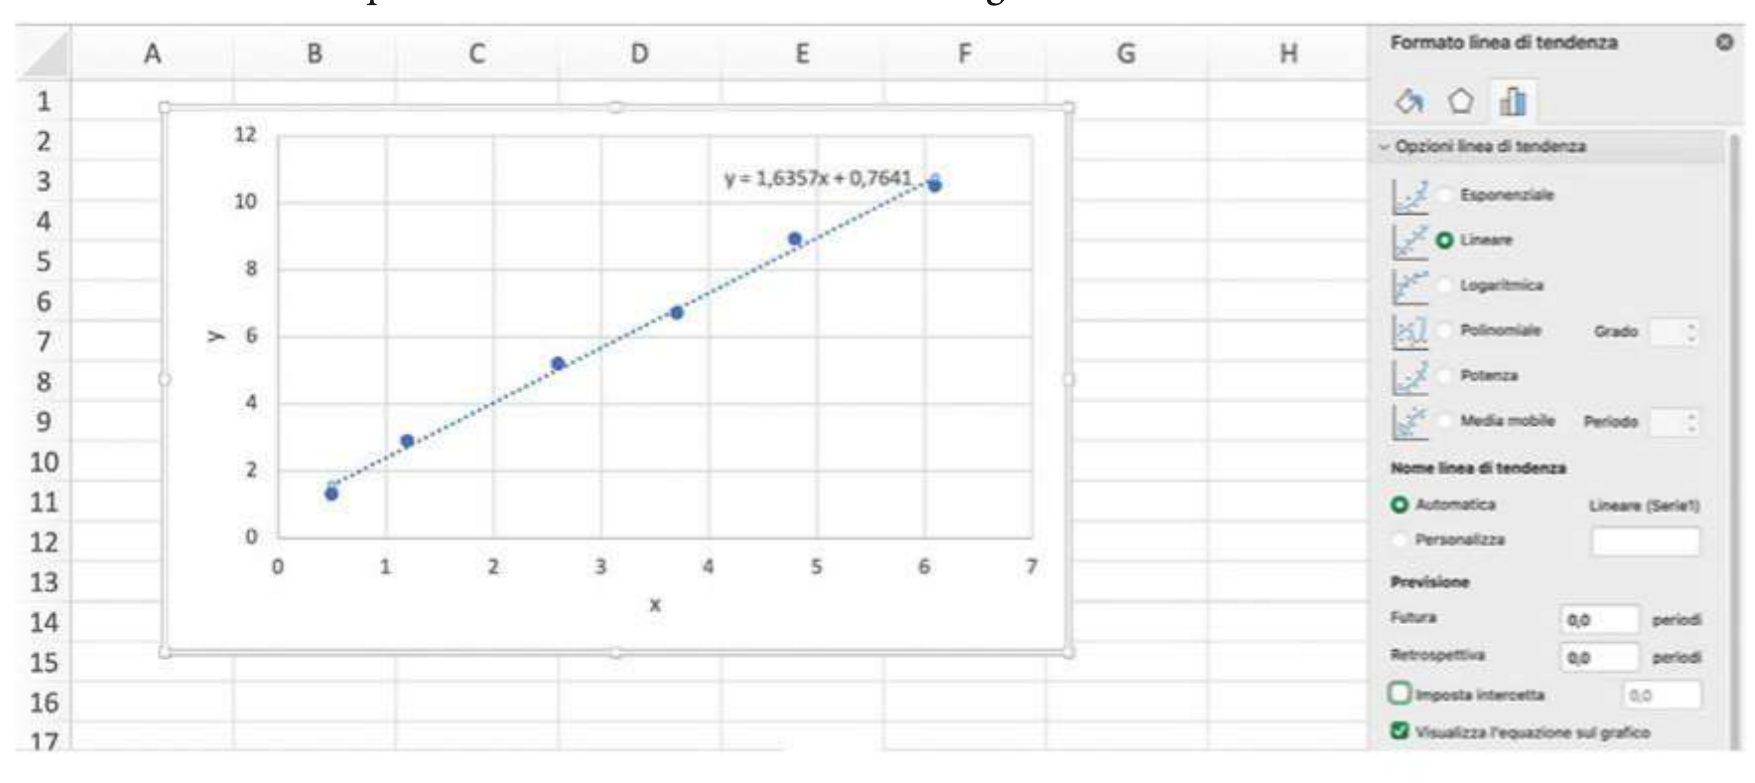 A B C D E F G H
1
2
3
4
5
6
7
8
9
10
11
12
13
14
15
16
17
12
10
8
6
4
2
0
y = 1,6357x + 0,7641
y
0 1 2 3 4 5 6 7
x
Formato linea di tendenza
Opzioni linea di tendenza
Esponenziale
Lineare
Logaritmica
Polinomiale Grado
Potenza
Media mobile Periodo
Nome linea di tendenza
Automatica Lineare (Serie1)
Personalizza
Previsione
Futura 0,0 periodi
Retrospettiva 0,0 periodi
Imposta intercetta 0,0
Visualizza l'equazione sul grafico